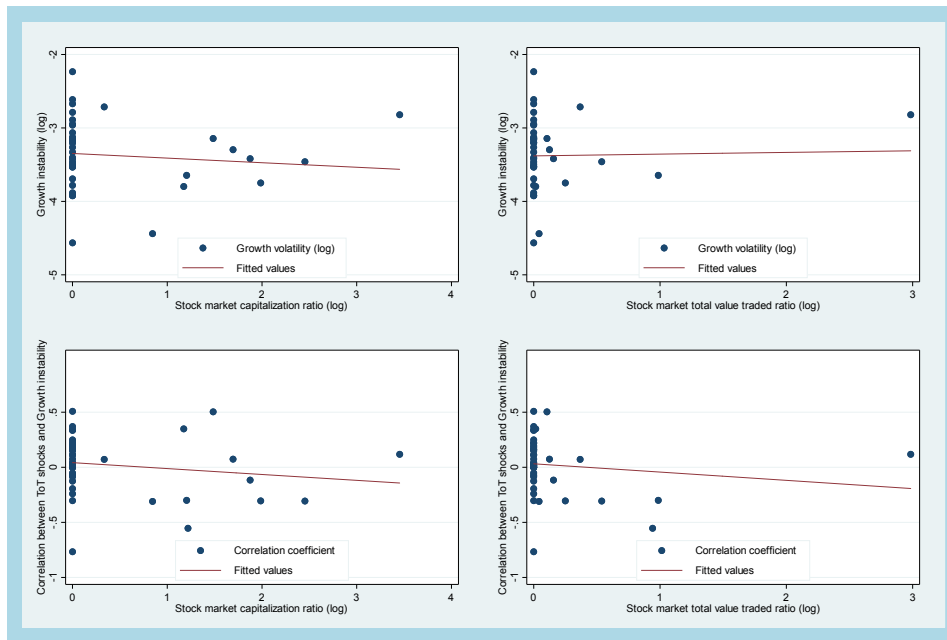 Growth instability (log)
-2
-3
-4
-5
Growth volatility (log)
Fitted values
0 1 2 3 4
Stock market capitalization ratio (log)
Growth instability (log)
-2
-3
-4
-5
Growth volatility (log)
Fitted values
0 1 2 3
Stock market total value traded ratio (log)
Correlation between ToT shocks and Growth instability
.5
0
-.5
-1
Correlation coefficient
Fitted values
0 1 2 3 4
Stock market capitalization ratio (log)
Correlation between ToT shocks and Growth instability
.5
0
-.5
-1
Correlation coefficient
Fitted values
0 1 2 3
Stock market total value traded ratio (log)